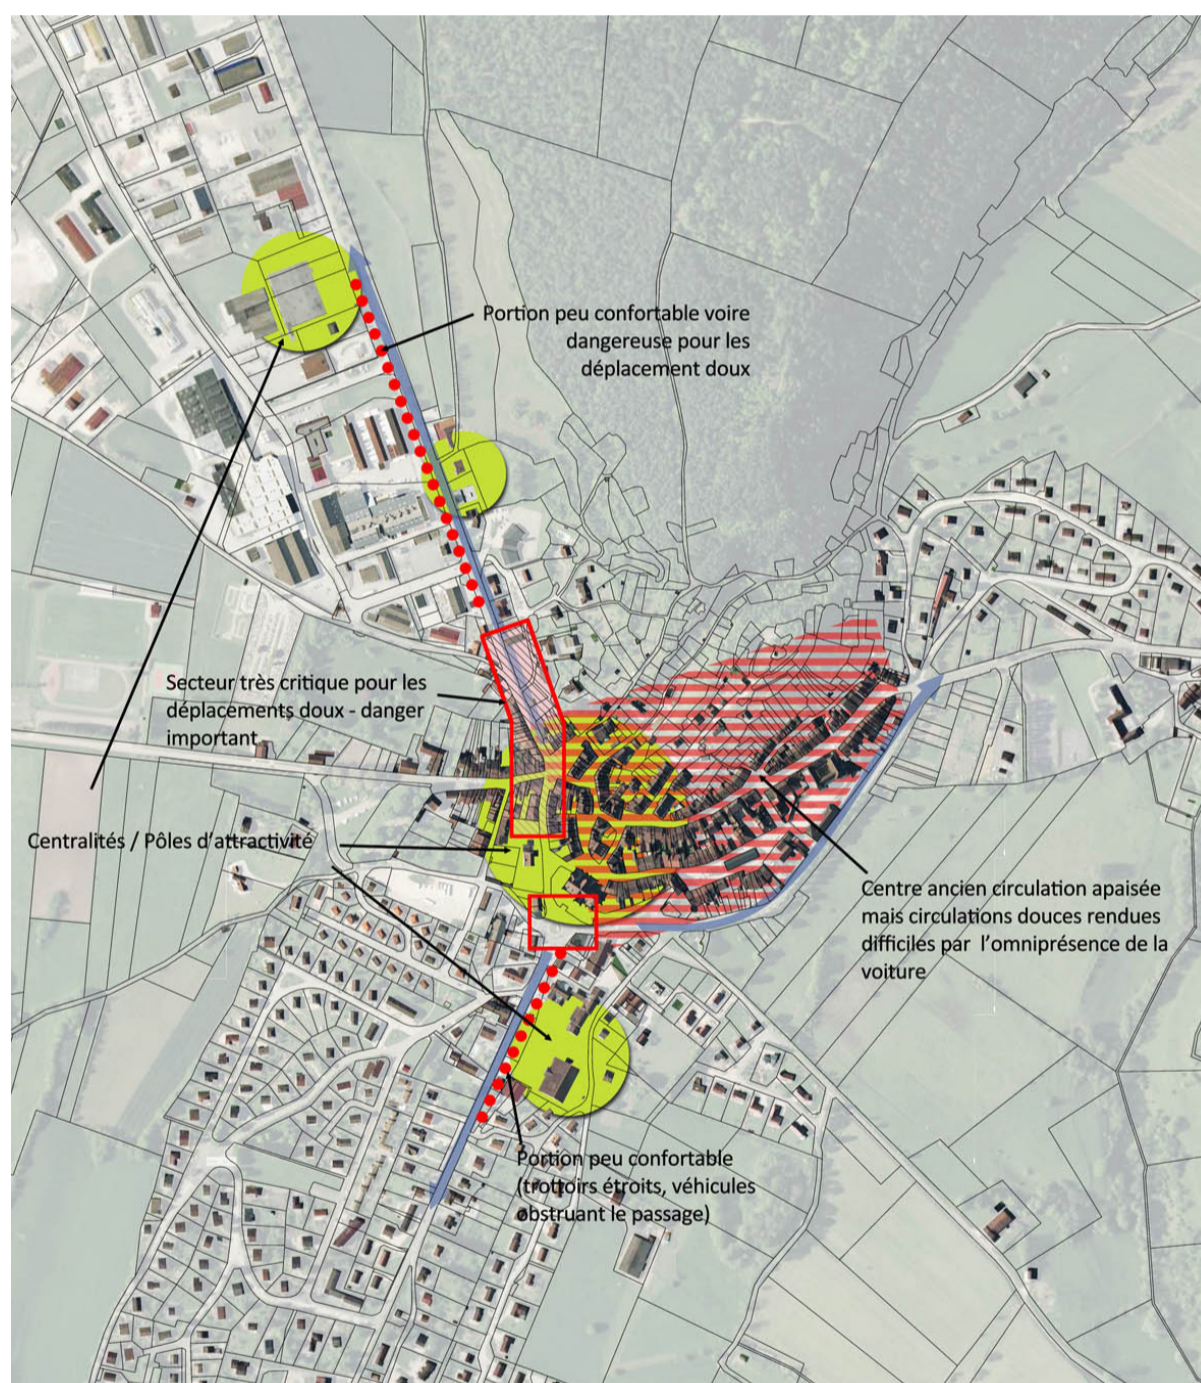 Portion peu confortable voire
dangereuse pour les
déplacement doux
Secteur très critique pour les
déplacements doux - danger
important
Centralités / Pôles d'attractivité
Centre ancien circulation apaisée
mais circulations douces rendues
difficiles par l'omniprésence de la
voiture
Portion peu confortable
(trottoirs étroits, véhicules
obstruant le passage)